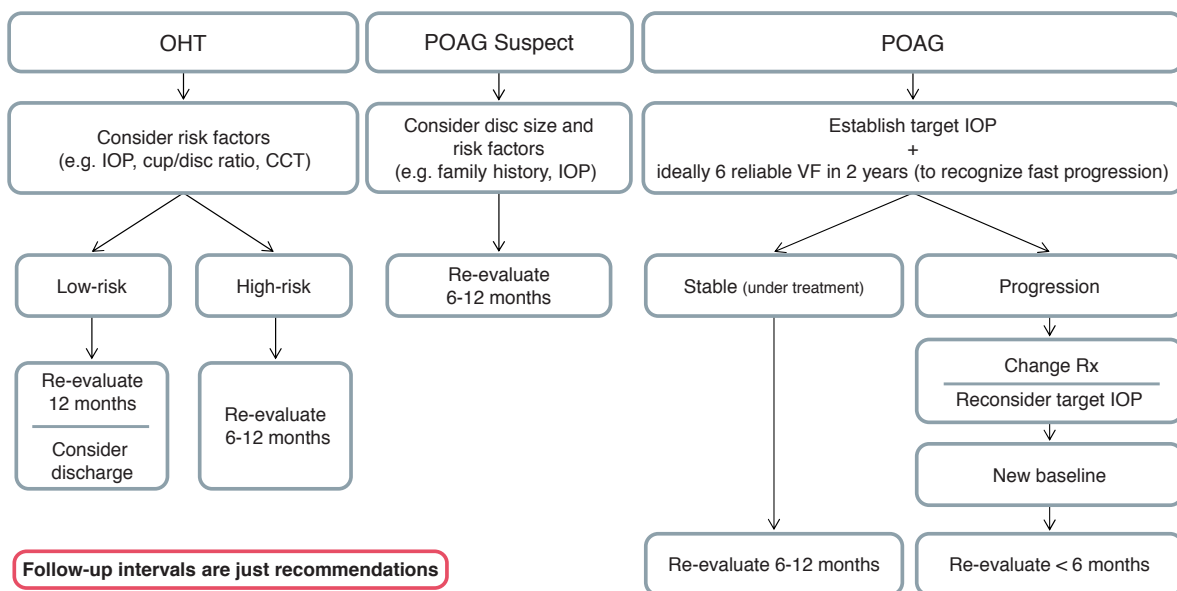 OHT
POAG Suspect
POAG
Consider risk factors
(e.g. IOP, cup/disc ratio, CCT)
Consider disc size and
risk factors
(e.g. family history, IOP)
Establish target IOP
+
ideally 6 reliable VF in 2 years (to recognize fast progression)
Low-risk
High-risk
Re-evaluate
6-12 months
Stable (under treatment)
Progression
Re-evaluate
12 months
Consider
discharge
Re-evaluate
6-12 months
Change Rx
Reconsider target IOP
New baseline
Re-evaluate 6-12 months
Re-evaluate < 6 months
Follow-up intervals are just recommendations